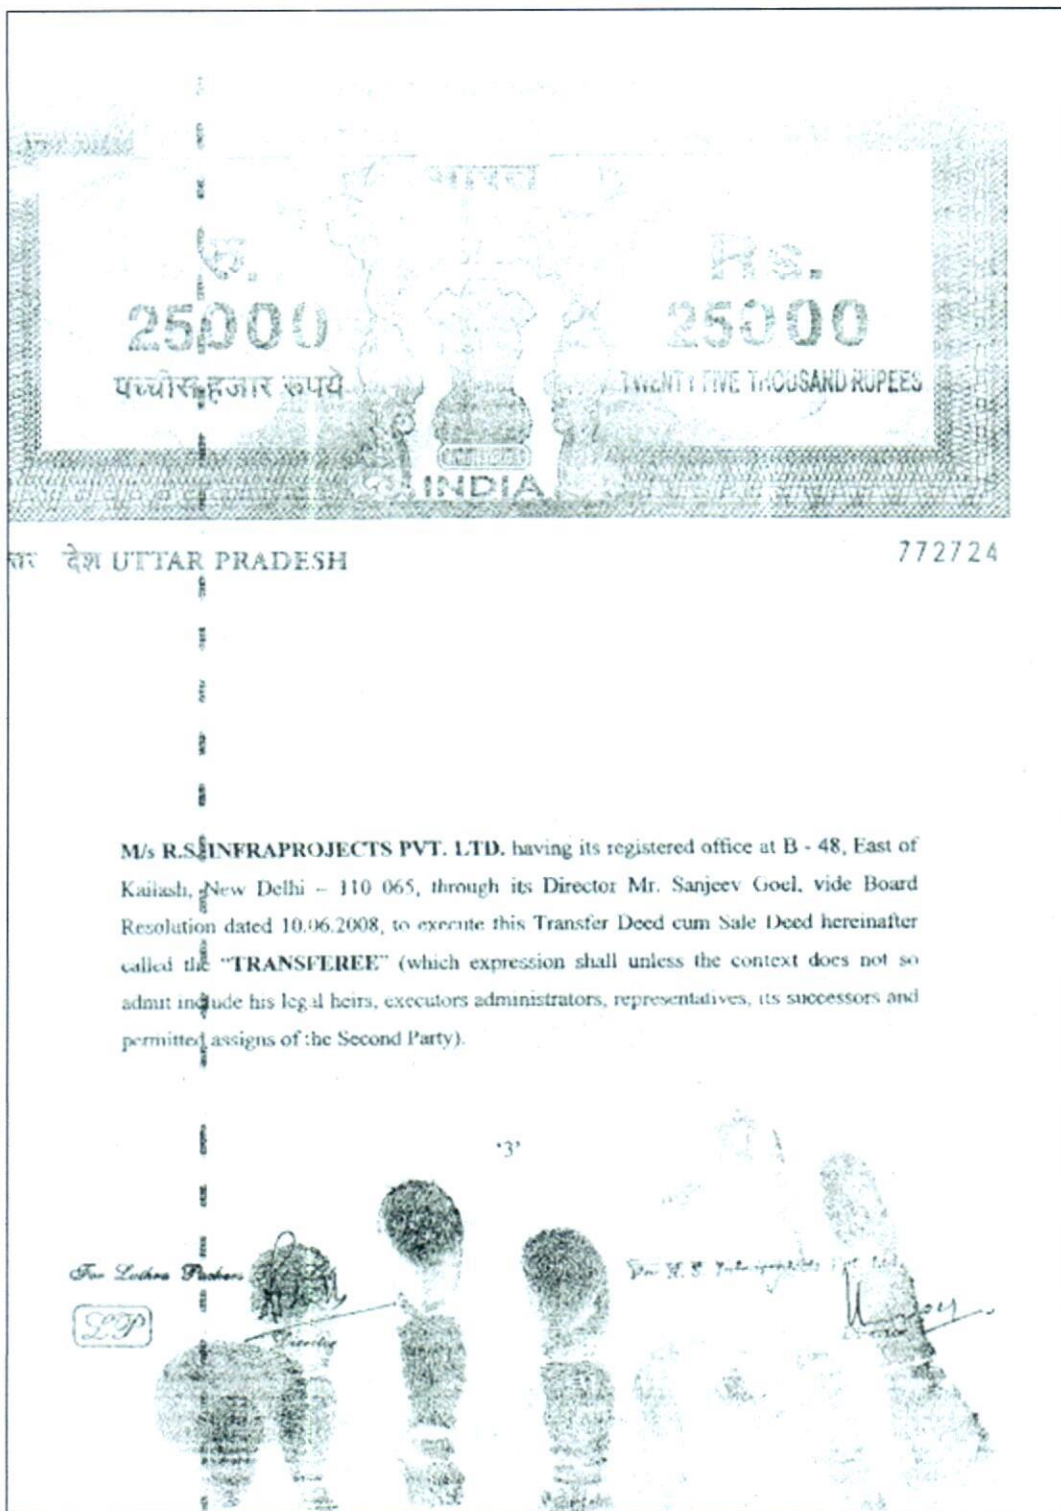 भारत
रू.
Rs.
25000
25000
पच्चीस हजार रुपये
TWENTY FIVE THOUSAND RUPEES
INDIA
देश UTTAR PRADESH
772724
M/s R.S. INFRAPROJECTS PVT. LTD. having its registered office at B - 48, East of
Kailash, New Delhi – 110 065, through its Director Mr. Sanjeev Goel, vide Board
Resolution dated 10.06.2008, to execute this Transfer Deed cum Sale Deed hereinafter
called the "TRANSFEREE" (which expression shall unless the context does not so
admit include his legal heirs, executors administrators, representatives, its successors and
permitted assigns of the Second Party).
'3'
For Luthra Packers
LP
Director
For R. S.